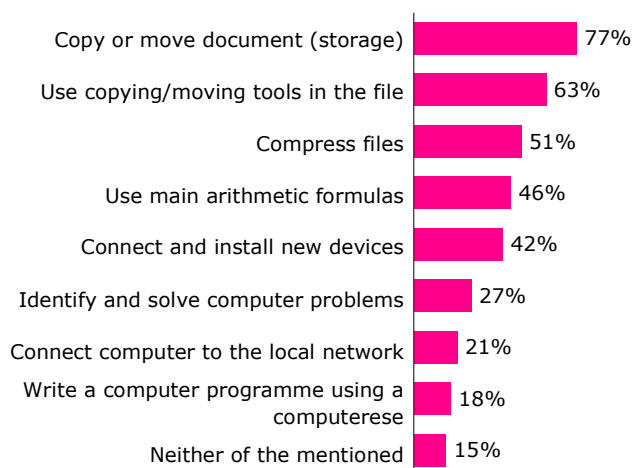 Copy or move document (storage) 77%
Use copying/moving tools in the file 63%
Compress files 51%
Use main arithmetic formulas 46%
Connect and install new devices 42%
Identify and solve computer problems 27%
Connect computer to the local network 21%
Write a computer programme using a
computerese 18%
Neither of the mentioned 15%